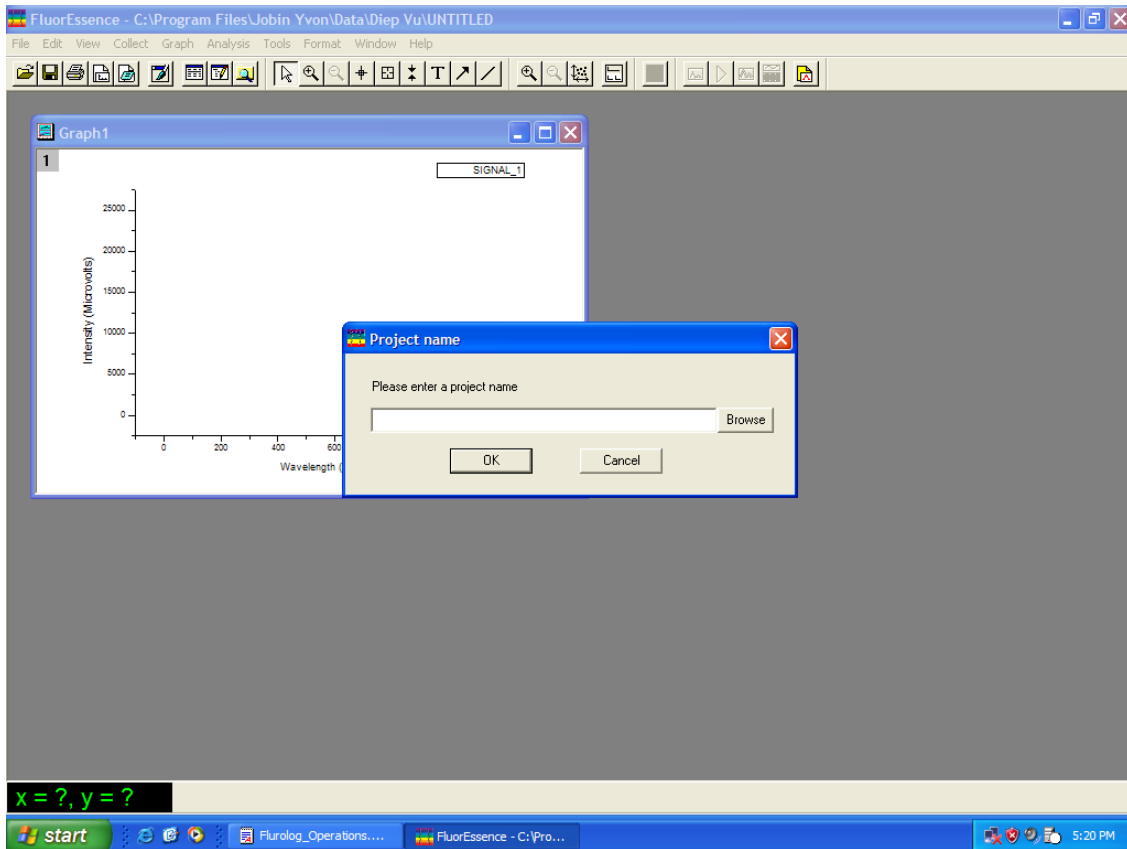 FluorEssence - C:\Program Files\Jobin Yvon\Data\Diep Vu\UNTITLED
File Edit View Collect Graph Analysis Tools Format Window Help
T
Graph1
1
SIGNAL_1
25000
20000
15000
10000
5000
0
Intensity (Microvolts)
0 200 400 600
Wavelength (
Project name
Please enter a project name
Browse
OK Cancel
x = ?, y = ?
start Flurolog_Operations.... FluorEssence - C:\Pro... 5:20 PM